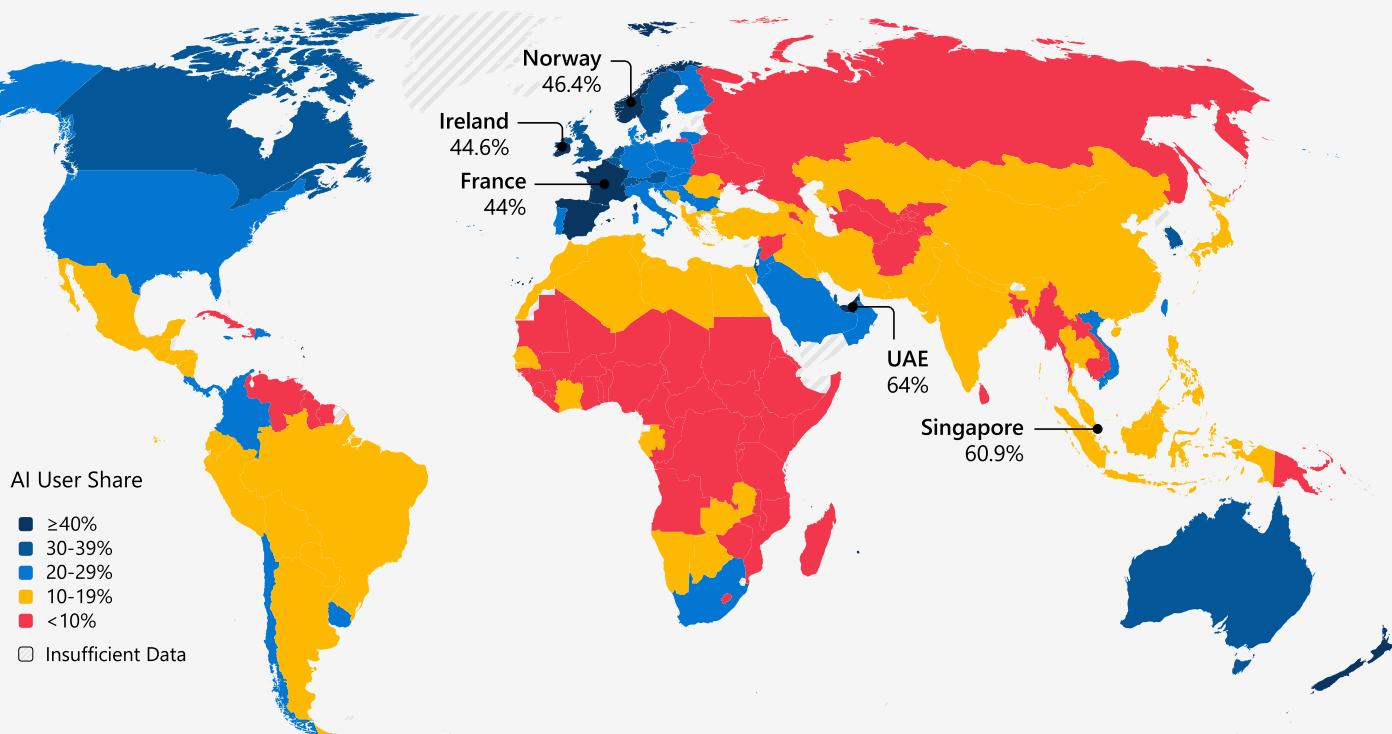 Norway
46.4%
Ireland
44.6%
France
44%
UAE
64%
Singapore
60.9%
AI User Share
≥40%
30-39%
20-29%
10-19%
<10%
Insufficient Data